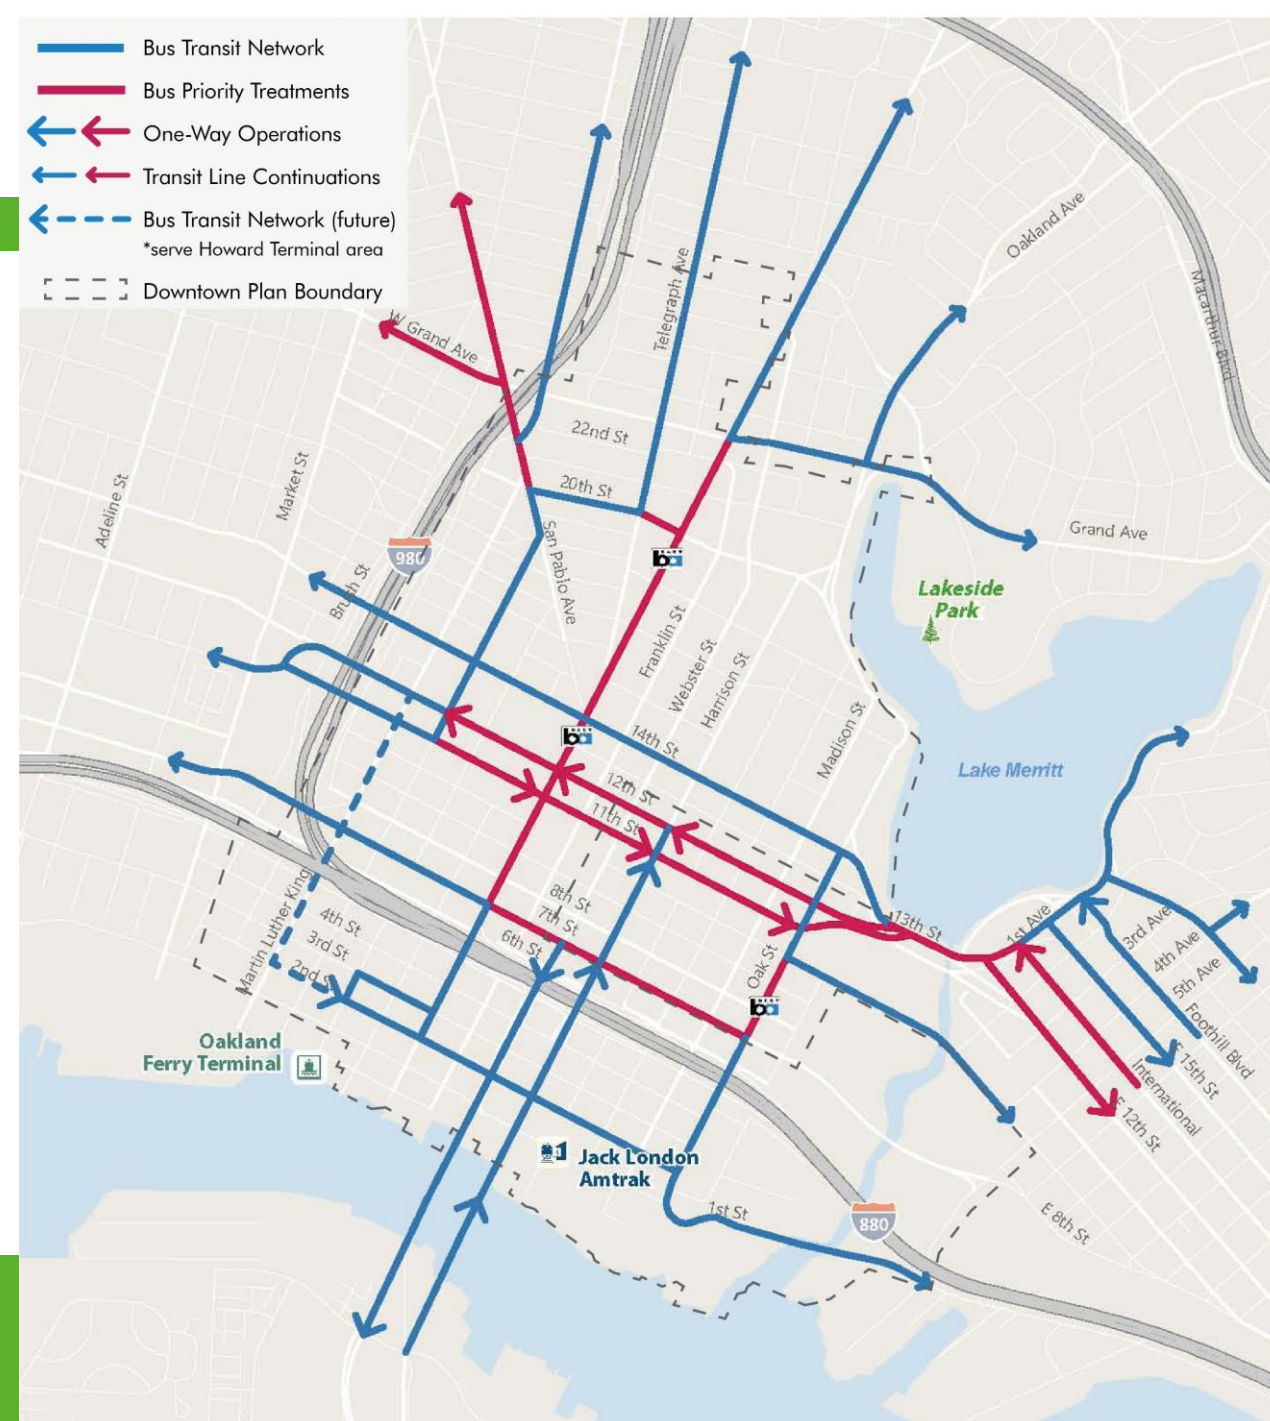 Bus Transit Network
Bus Priority Treatments
One-Way Operations
Transit Line Continuations
Bus Transit Network (future)
*serve Howard Terminal area
Downtown Plan Boundary
Oakland Ave
Macarthur Blvd
Telegraph Ave
W Grand Ave
22nd St
20th St
Grand Ave
Adeline St
Market St
980
San Pablo Ave
Brush St
ba
Lakeside
Park
Franklin St
Webster St
Harrison St
Madison St
14th St
ba
Lake Merritt
12th St
11th St
8th St
7th St
6th St
13th St
1st Ave
3rd Ave
4th Ave
5th Ave
Oak St
4th St
3rd St
2nd St
Martin Luther King
ba
Foothill Blvd
E 15th St
International
E 12th St
Oakland
Ferry Terminal
Jack London
Amtrak
1st St
880
E 8th St